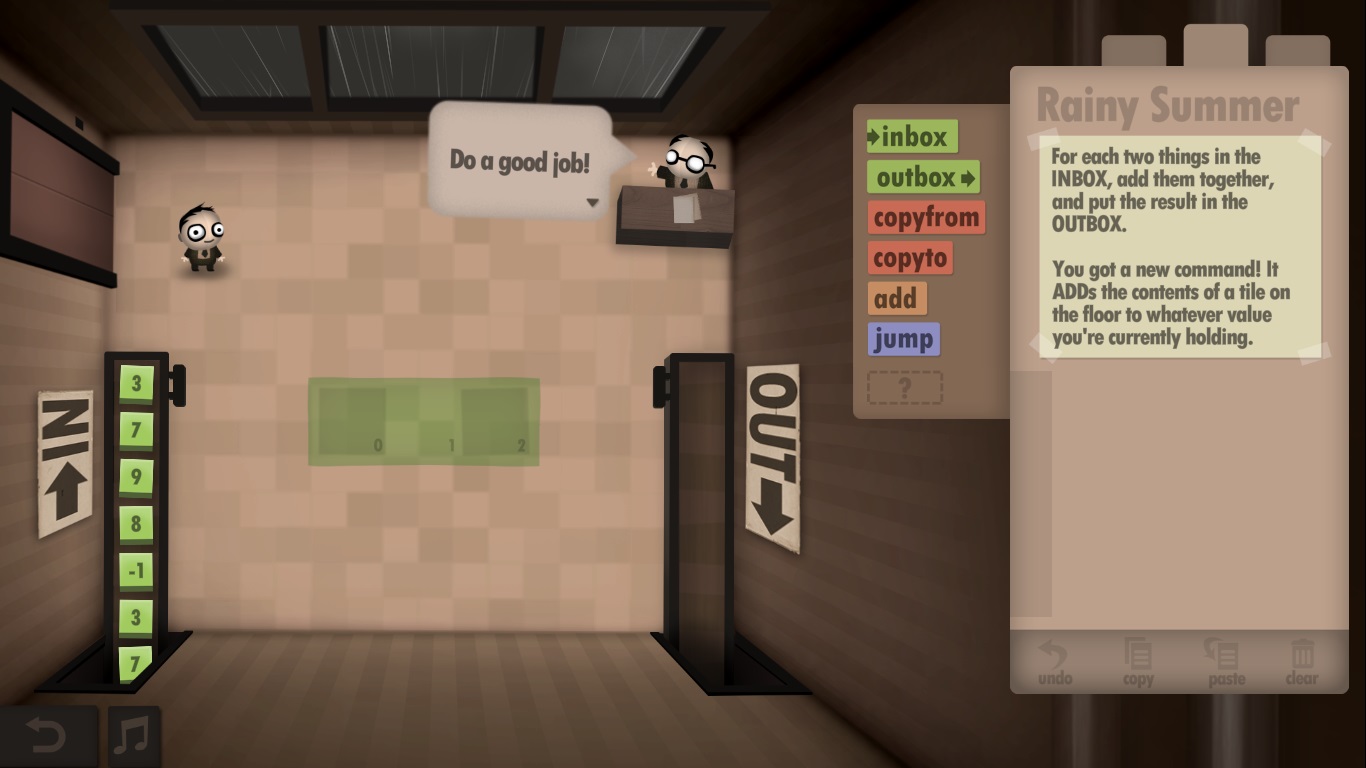 Rainy Summer
For each two things in the
INBOX, add them together,
and put the result in the
OUTBOX.
You got a new command! It
ADDs the contents of a tile on
the floor to whatever value
you're currently holding.
Do a good job!
inbox
outbox
copyfrom
copyto
add
jump
?
IN
3
7
9
8
-1
3
7
0 1 2
OUT
undo copy paste clear